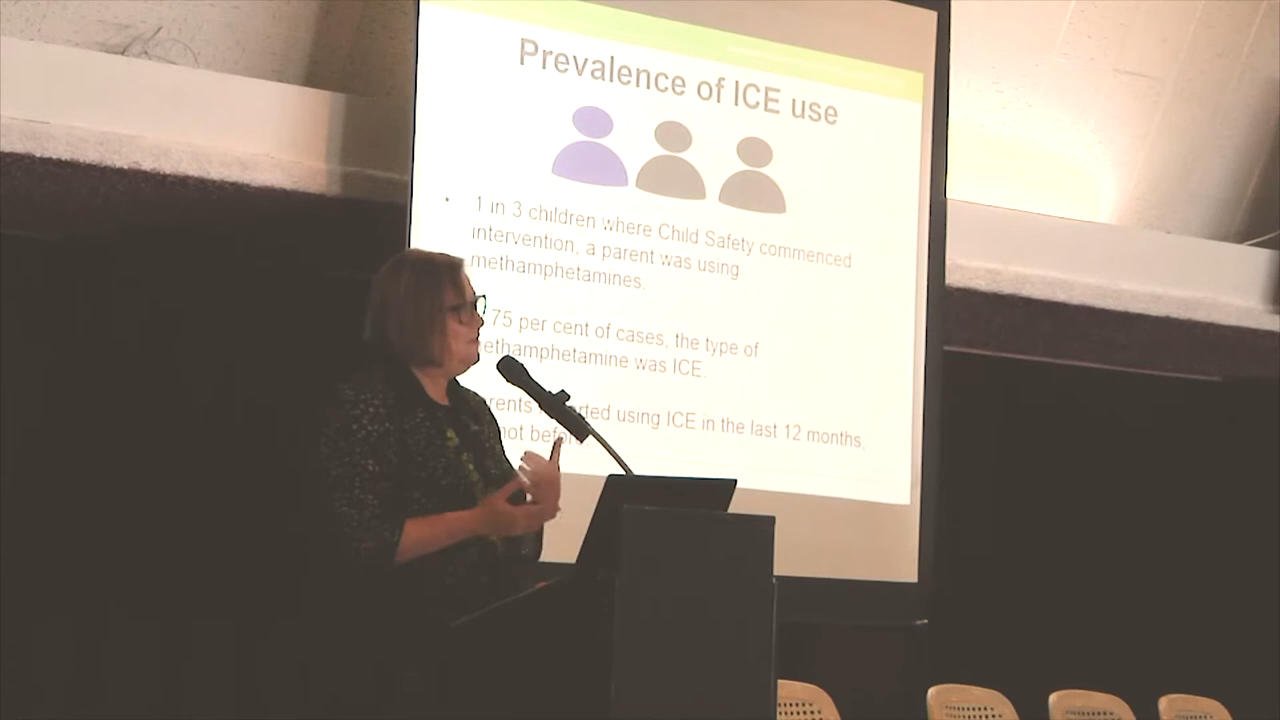 Prevalence of ICE use
• 1 in 3 children where Child Safety commenced
intervention, a parent was using
methamphetamines.
75 per cent of cases, the type of
methamphetamine was ICE.
using ICE in the last 12 months,
not